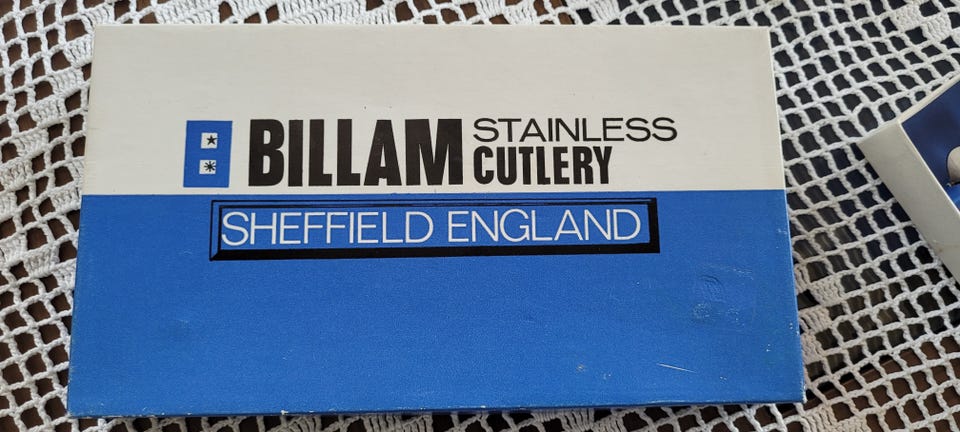 BILLAM STAINLESS
CUTLERY
SHEFFIELD ENGLAND